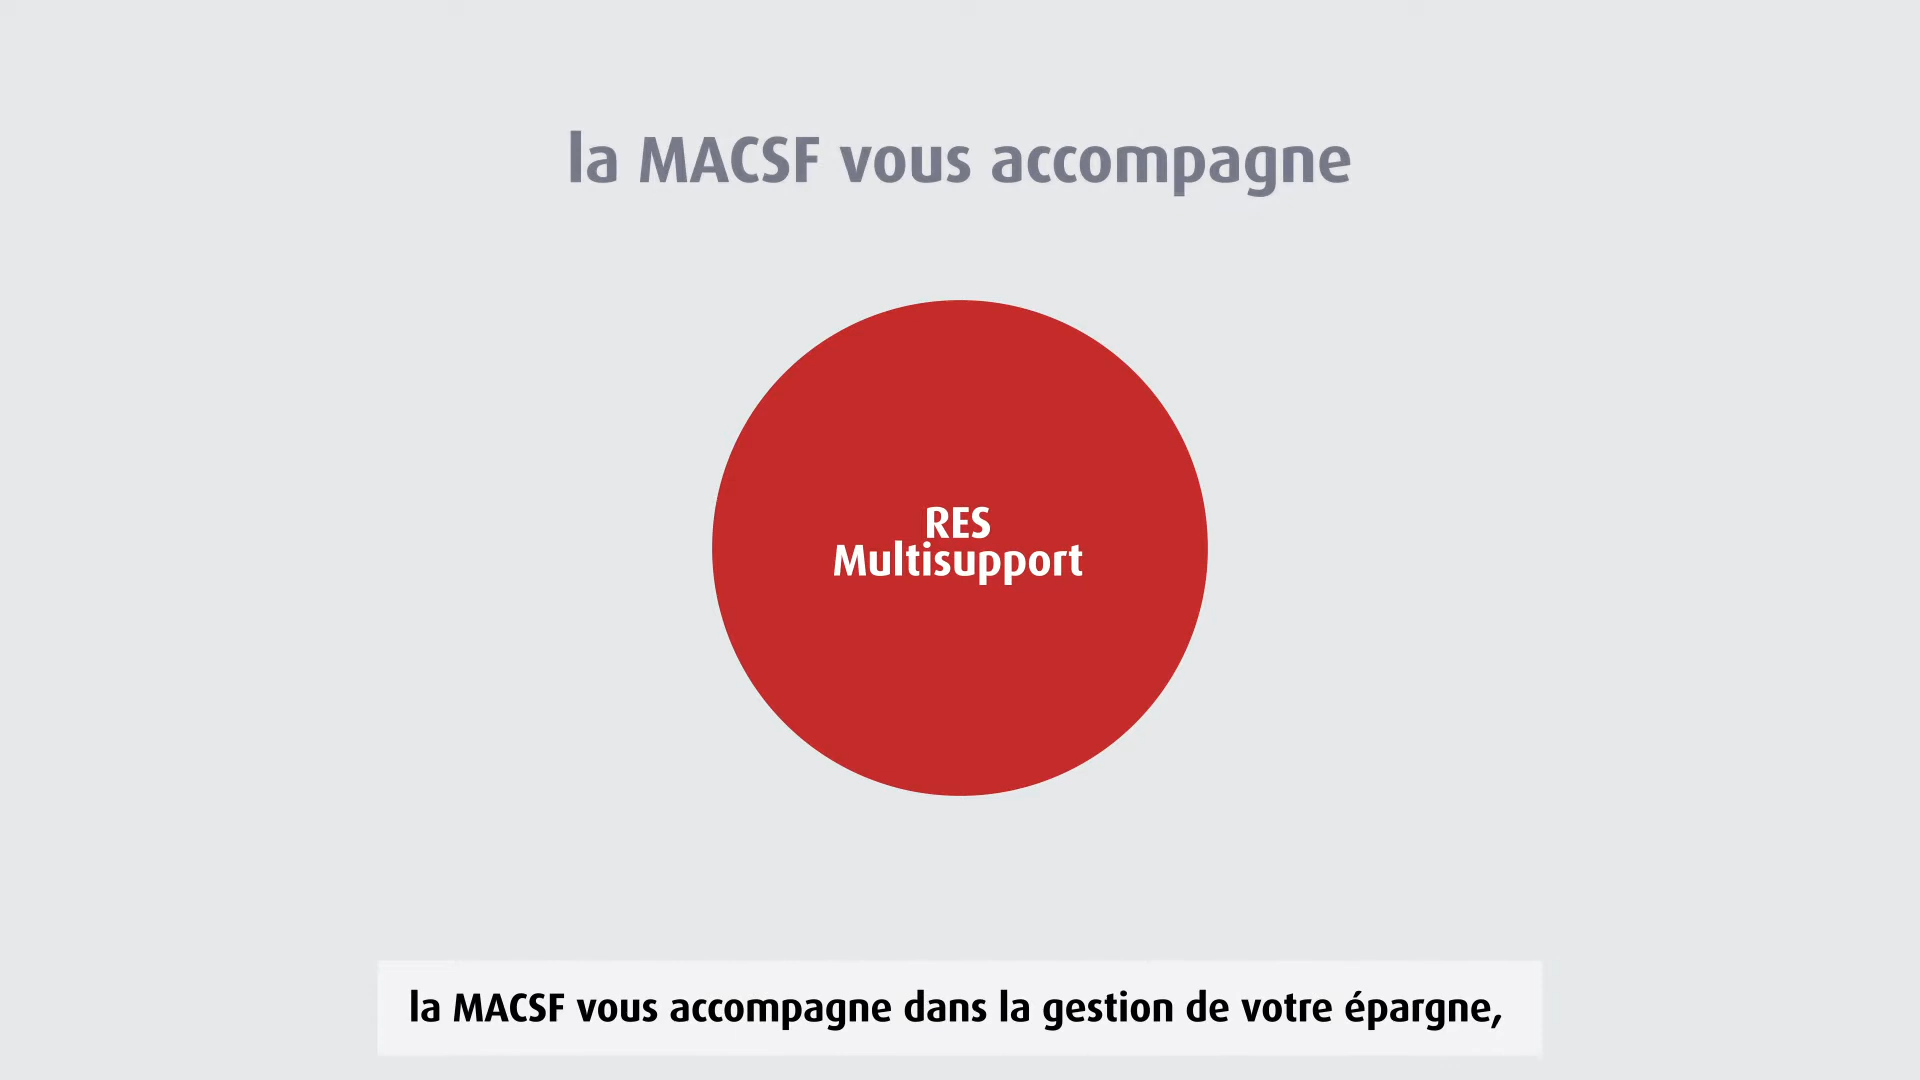 la MACSF vous accompagne
RES
Multisupport
la MACSF vous accompagne dans la gestion de votre épargne,